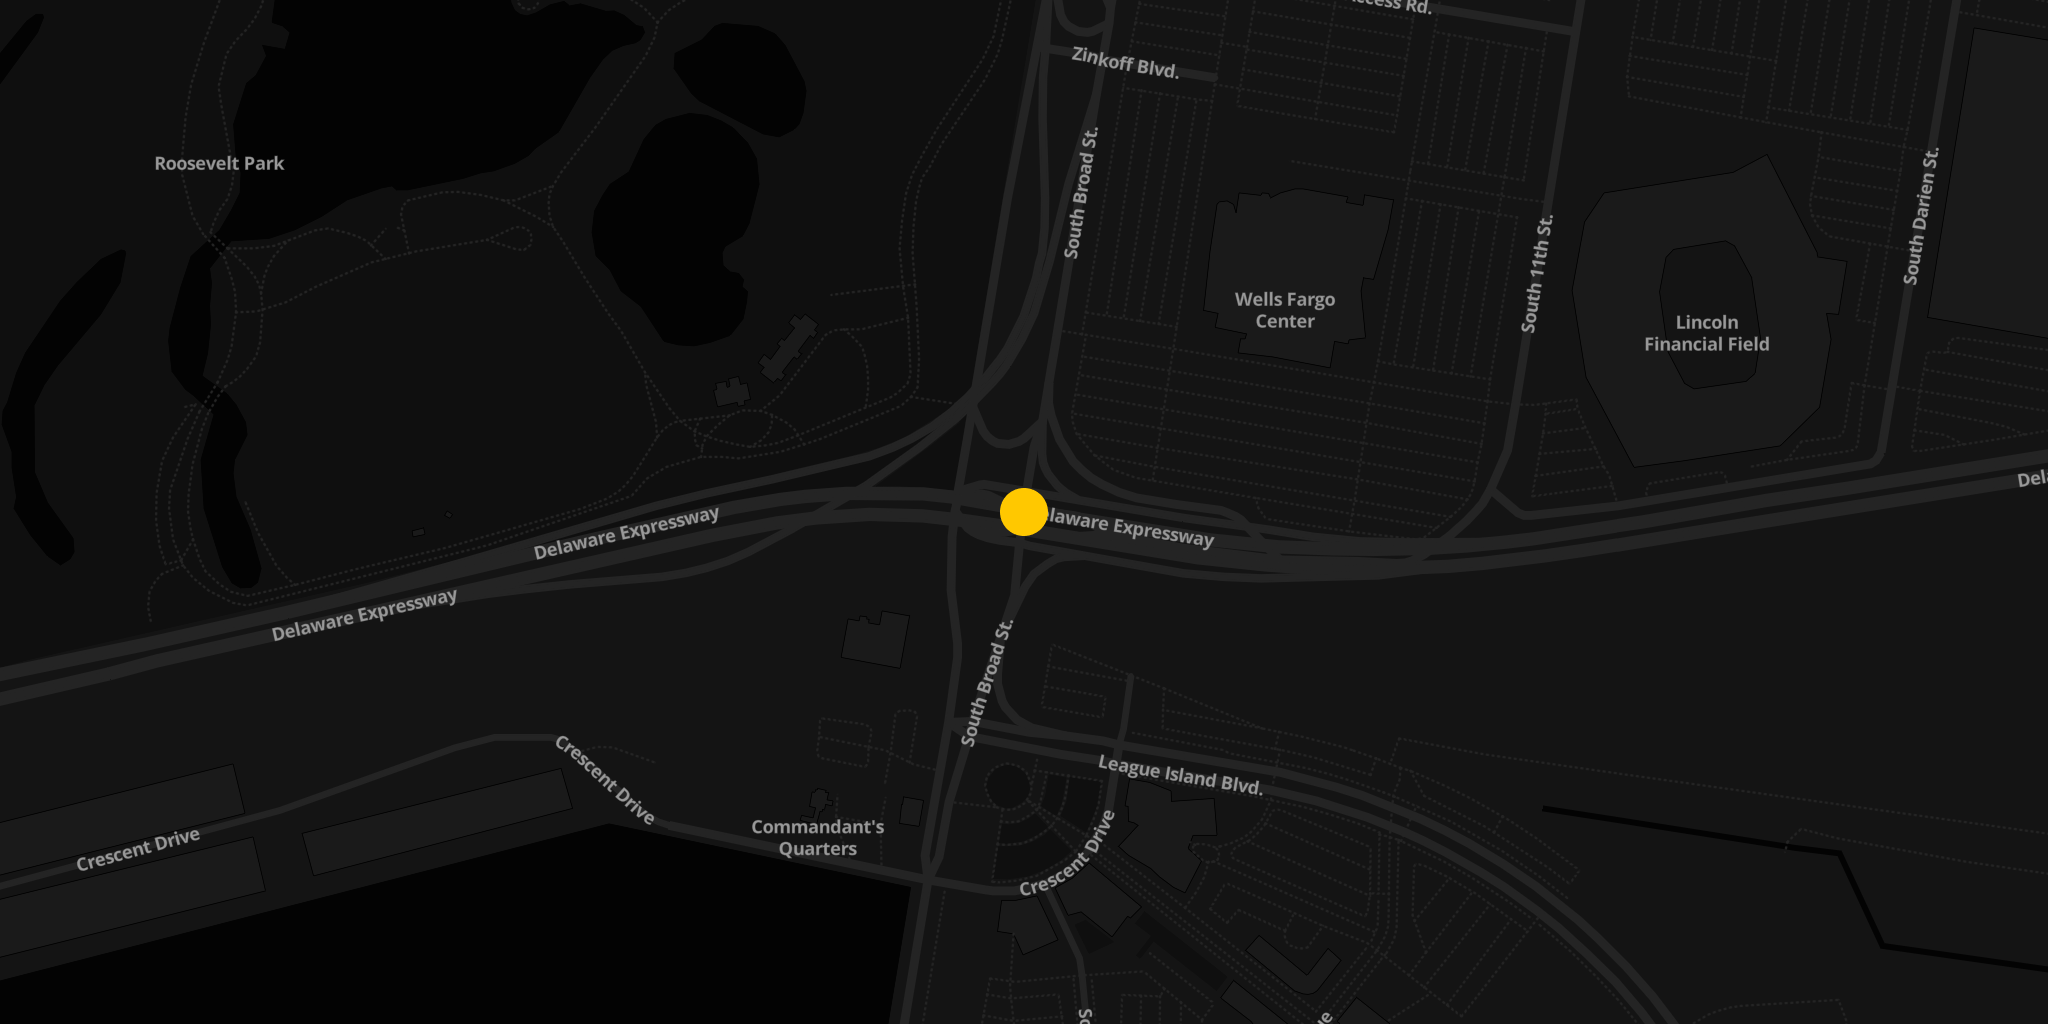 Zinkoff Blvd.
Roosevelt Park
South Broad St.
South 11th St.
South Darien St.
Wells Fargo
Center
Lincoln
Financial Field
Delaware Expressway
Delaware Expressway
Expressway
South Broad St.
Crescent Drive
Crescent Drive
League Island Blvd.
Commandant's
Quarters
Crescent Drive